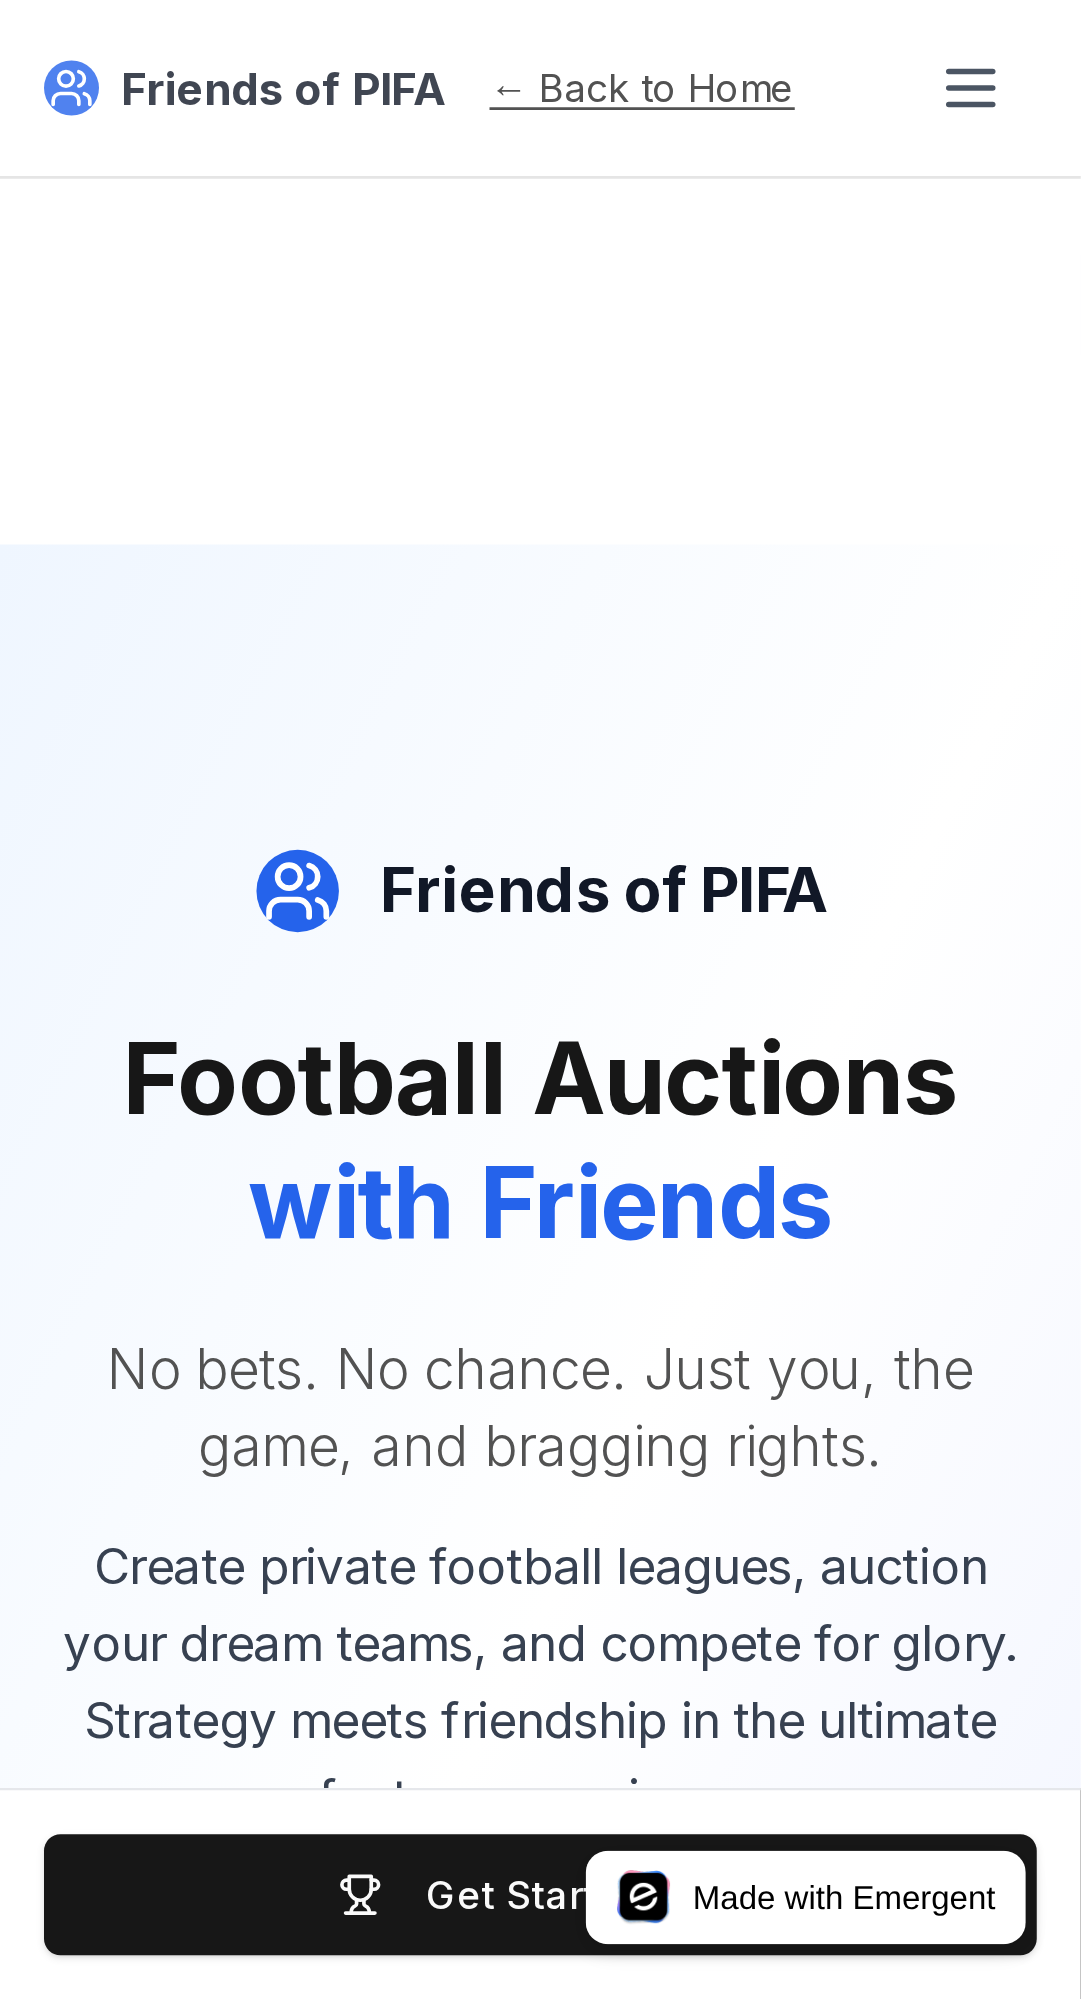 Friends of PIFA
← Back to Home
Friends of PIFA
Football Auctions
with Friends
No bets. No chance. Just you, the
game, and bragging rights.
Create private football leagues, auction
your dream teams, and compete for glory.
Strategy meets friendship in the ultimate
Get Star
Made with Emergent